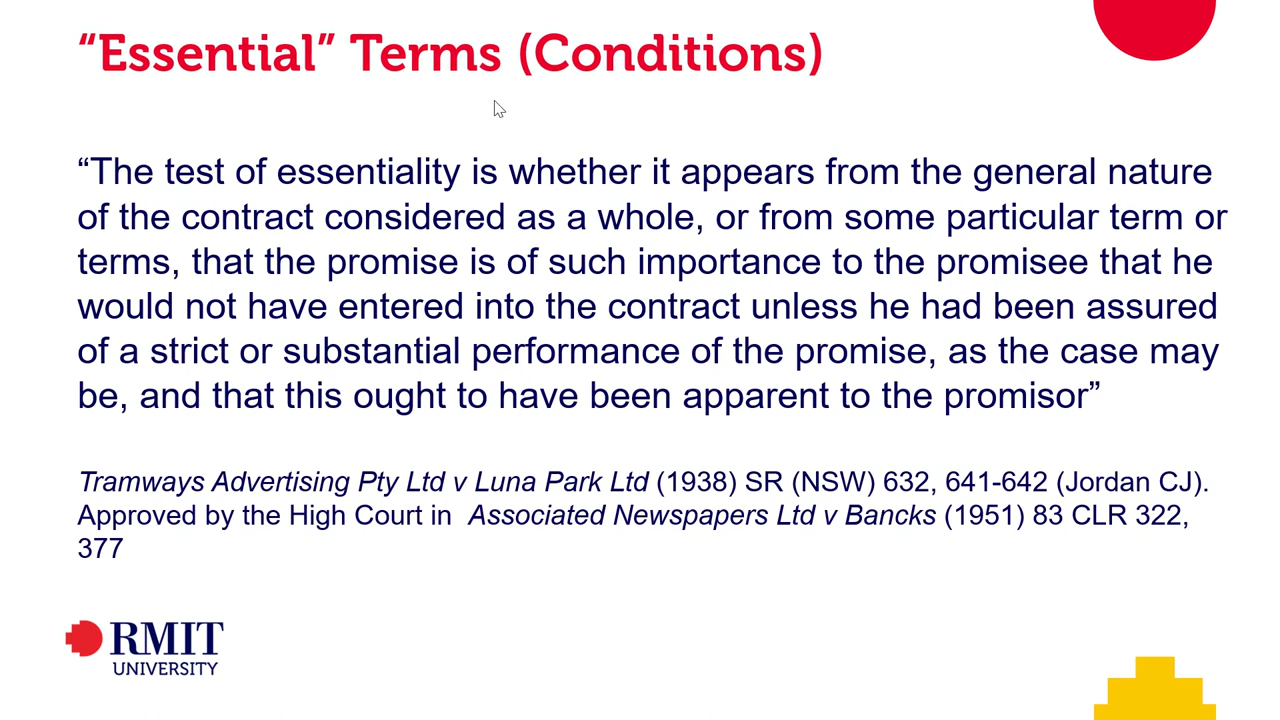 “Essential” Terms (Conditions)
“The test of essentiality is whether it appears from the general nature
of the contract considered as a whole, or from some particular term or
terms, that the promise is of such importance to the promisee that he
would not have entered into the contract unless he had been assured
of a strict or substantial performance of the promise, as the case may
be, and that this ought to have been apparent to the promisor”
Tramways Advertising Pty Ltd v Luna Park Ltd (1938) SR (NSW) 632, 641-642 (Jordan CJ).
Approved by the High Court in Associated Newspapers Ltd v Bancks (1951) 83 CLR 322,
377
RMIT
UNIVERSITY